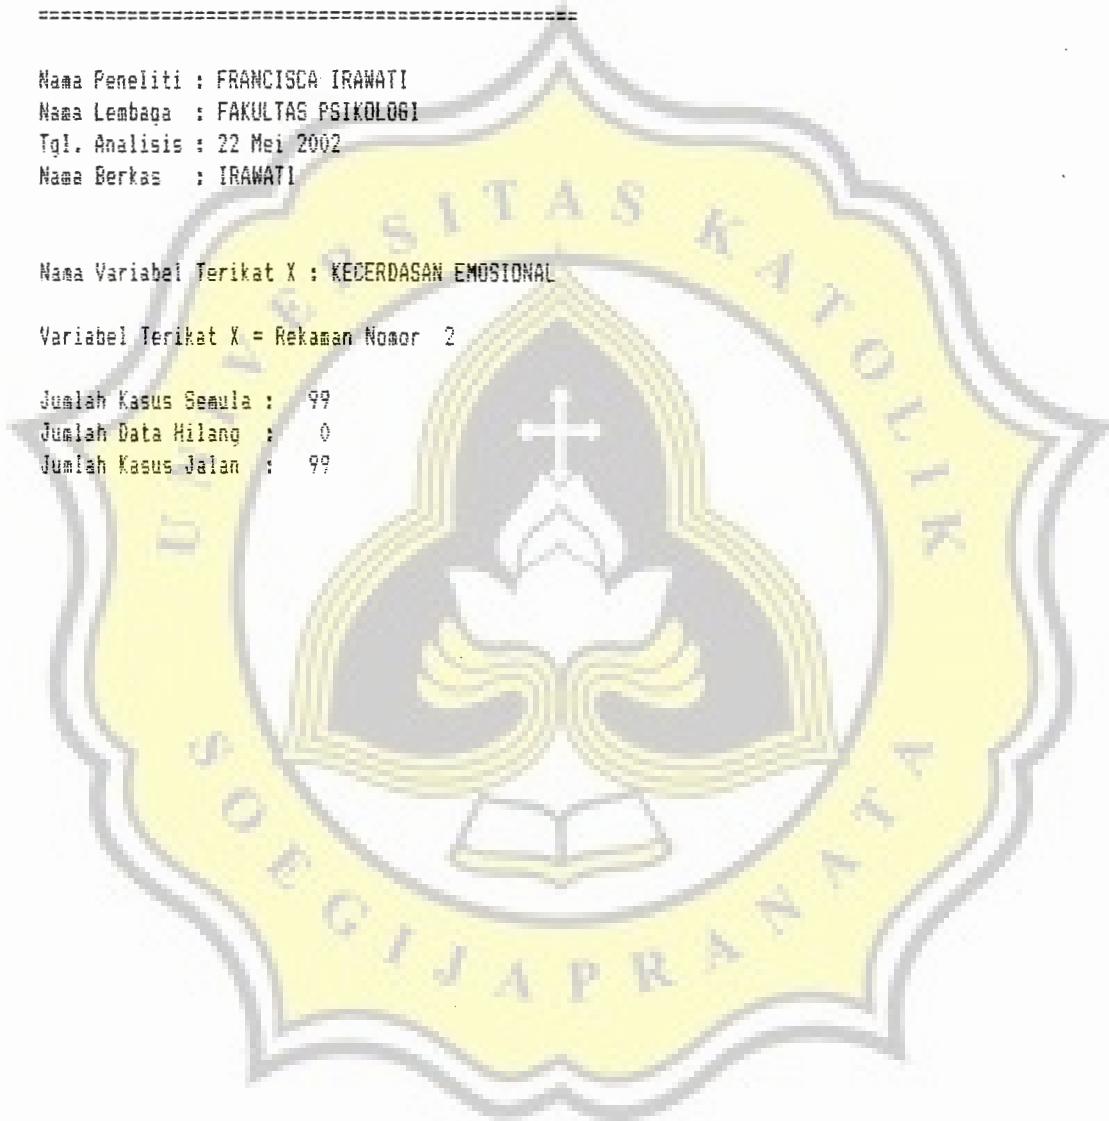 ================================================
Nama Peneliti : FRANCISCA IRAWATI
Nama Lembaga : FAKULTAS PSIKOLOGI
Tgl. Analisis : 22 Mei 2002
Nama Berkas : IRAWATI
Nama Variabel Terikat X : KECERDASAN EMOSIONAL
Variabel Terikat X = Rekaman Nomor 2
Jumlah Kasus Semula : 99
Jumlah Data Hilang : 0
Jumlah Kasus Jalan : 99
UNIVERSITAS KATOLIK
SOEGIJAPRANATA